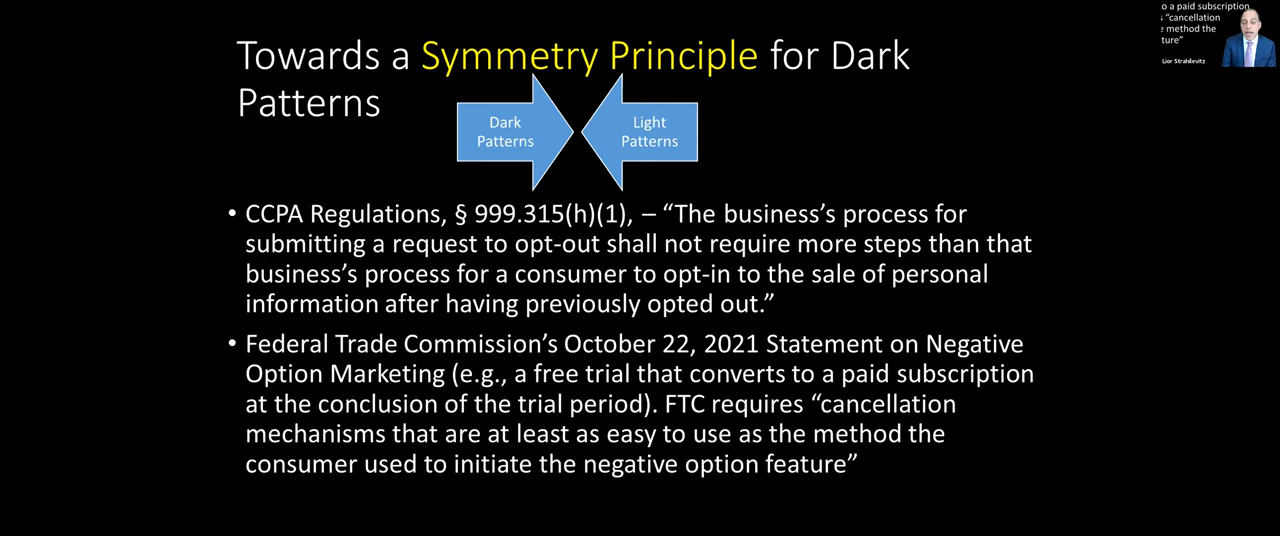 Towards a Symmetry Principle for Dark
Patterns
Dark
Patterns
Light
Patterns
• CCPA Regulations, § 999.315(h)(1), – “The business’s process for
submitting a request to opt-out shall not require more steps than that
business’s process for a consumer to opt-in to the sale of personal
information after having previously opted out.”
• Federal Trade Commission’s October 22, 2021 Statement on Negative
Option Marketing (e.g., a free trial that converts to a paid subscription
at the conclusion of the trial period). FTC requires “cancellation
mechanisms that are at least as easy to use as the method the
consumer used to initiate the negative option feature”
o a paid subscription
s “cancellation
e method the
ture”
Lior Strahilevitz